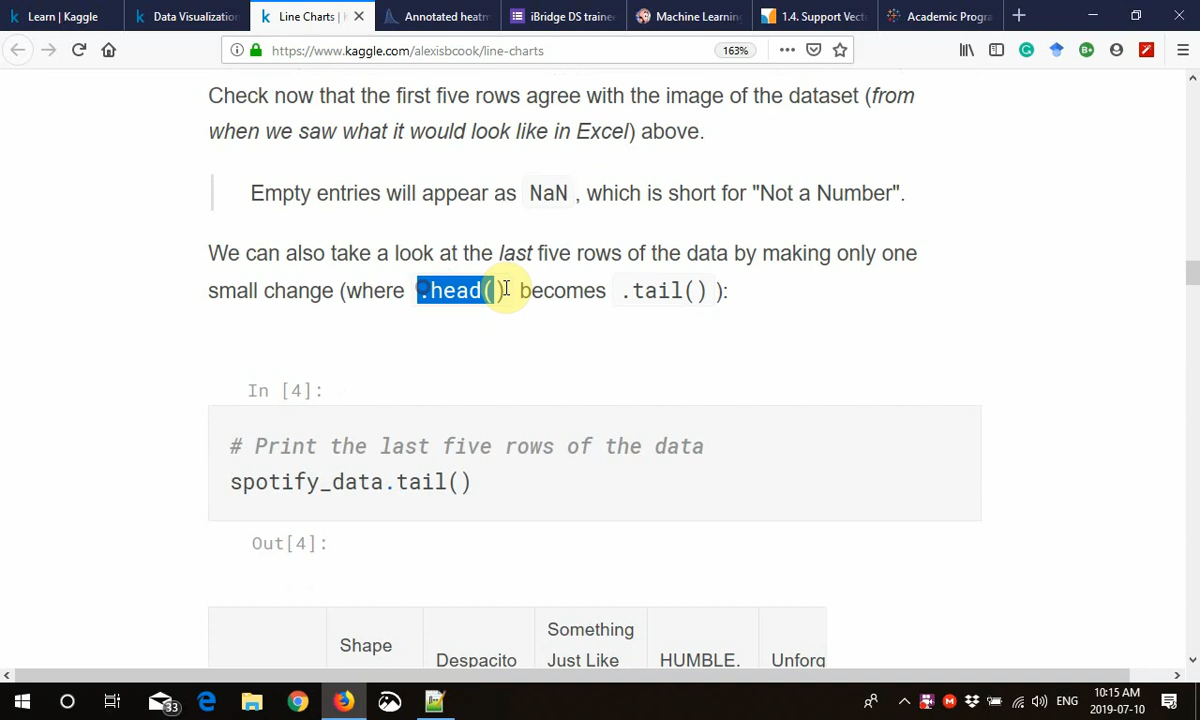 Learn | Kaggle
Data Visualization
Line Charts |
Annotated heatm
iBridge DS traine
Machine Learning
1.4. Support Vect
Academic Progra
https://www.kaggle.com/alexisbcook/line-charts
163%
Check now that the first five rows agree with the image of the dataset (from
when we saw what it would look like in Excel) above.
Empty entries will appear as NaN , which is short for "Not a Number".
We can also take a look at the last five rows of the data by making only one
small change (where .head() becomes .tail() ):
In [4]:
# Print the last five rows of the data
spotify_data.tail()
Out[4]:
Shape
Despacito
Something
Just Like
HUMBLE.
Unforg
33
ENG
10:15 AM
2019-07-10